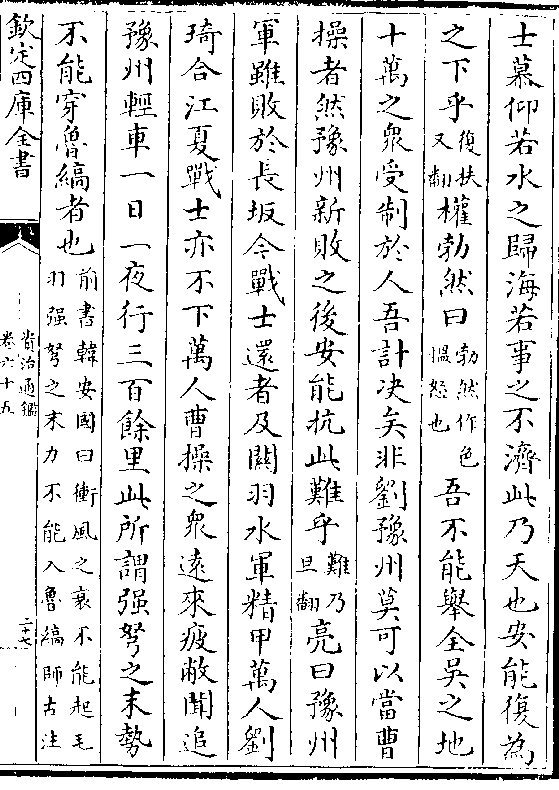 士慕仰若水之歸海若事之不濟此乃天也安能復為
之下乎復扶又翻權勃然曰勃然作色慍怒也吾不能舉全吳之地
十萬之衆受制於人吾計决矣非劉豫州莫可以當曹
操者然豫州新敗之後安能抗此難乎難乃旦翻亮曰豫州
軍雖敗於長坂今戰士還者及關羽水軍精甲萬人劉
琦合江夏戰士亦不下萬人曹操之衆遠來疲敝聞追
豫州輕車一日一夜行三百餘里此所謂强弩之末勢
不能穿魯縞者也前書韓安國曰衝風之衰不能起毛羽强弩之末力不能入魯縞師古注
欽定四庫全書
資治通鑑
卷六十五
二十七